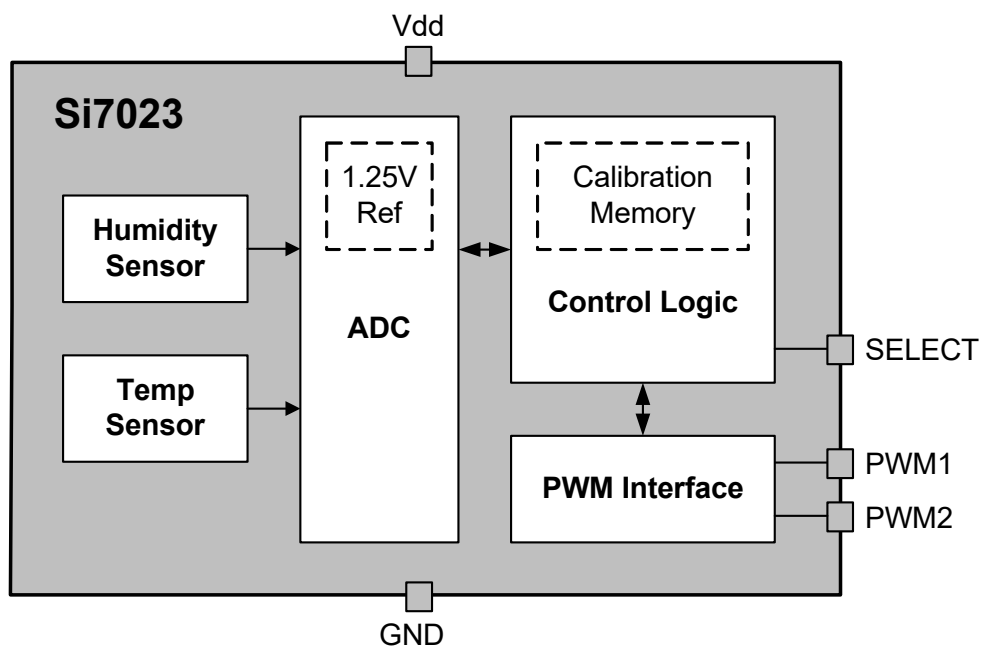 Vdd
Si7023
1.25V
Ref
Calibration
Memory
Humidity
Sensor
ADC
Control Logic
SELECT
Temp
Sensor
PWM Interface
PWM1
PWM2
GND